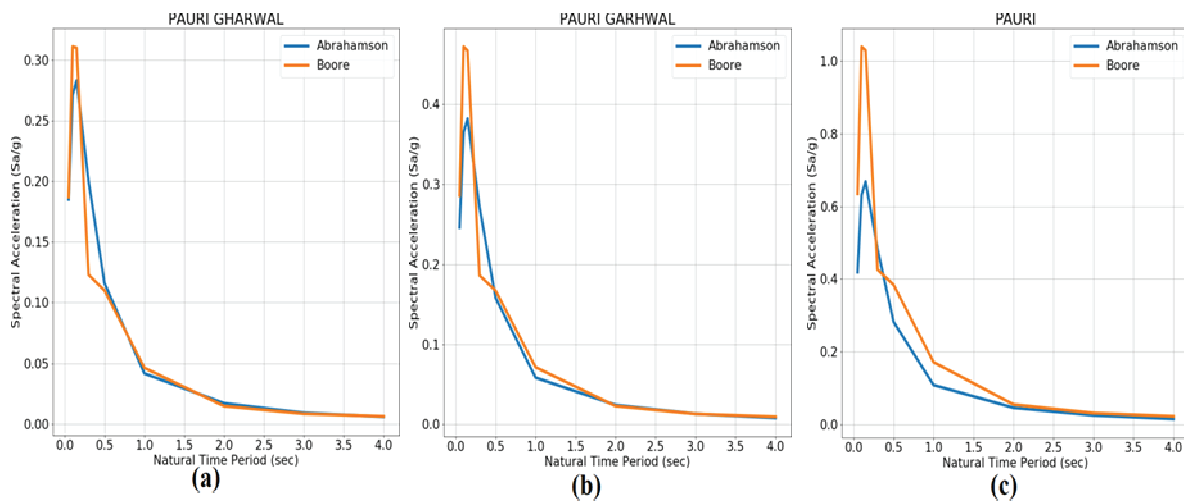 PAURI GHARWAL
Abrahamson
Boore
Spectral Acceleration (Sa/g)
0.30
0.25
0.20
0.15
0.10
0.05
0.00
0.0 0.5 1.0 1.5 2.0 2.5 3.0 3.5 4.0
Natural Time Period (sec)
(a)
PAURI GARHWAL
Abrahamson
Boore
Spectral Acceleration (Sa/g)
0.4
0.3
0.2
0.1
0.0
0.0 0.5 1.0 1.5 2.0 2.5 3.0 3.5 4.0
Natural Time Period (sec)
(b)
PAURI
Abrahamson
Boore
Spectral Acceleration (Sa/g)
1.0
0.8
0.6
0.4
0.2
0.0
0.0 0.5 1.0 1.5 2.0 2.5 3.0 3.5 4.0
Natural Time Period (sec)
(c)